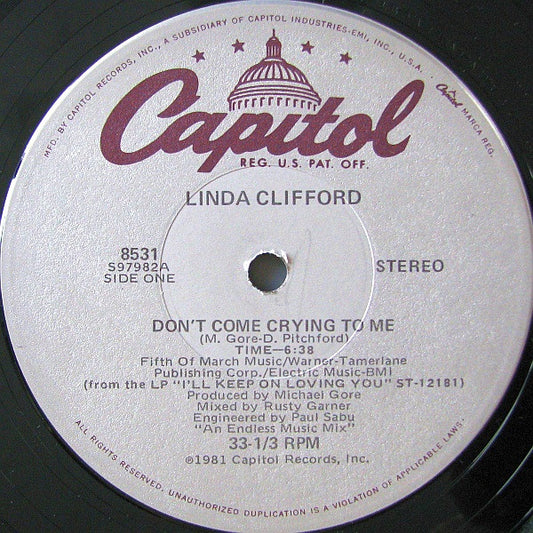 MFD. BY CAPITOL RECORDS, INC., A SUBSIDIARY OF CAPITOL INDUSTRIES-EMI, INC., U.S.A. • Capitol MARCA REG.
Capitol
REG. U.S. PAT. OFF.
LINDA CLIFFORD
8531
S97982A
SIDE ONE
STEREO
DON'T COME CRYING TO ME
(M. Gore-D. Pitchford)
TIME—6:38
Fifth Of March Music/Warner-Tamerlane
Publishing Corp./Electric Music-BMI
(from the LP "I'LL KEEP ON LOVING YOU" ST-12181)
Produced by Michael Gore
Mixed by Rusty Garner
Engineered by Paul Sabu
"An Endless Music Mix"
33-1/3 RPM
℗1981 Capitol Records, Inc.
ALL RIGHTS RESERVED. UNAUTHORIZED DUPLICATION IS A VIOLATION OF APPLICABLE LAWS.